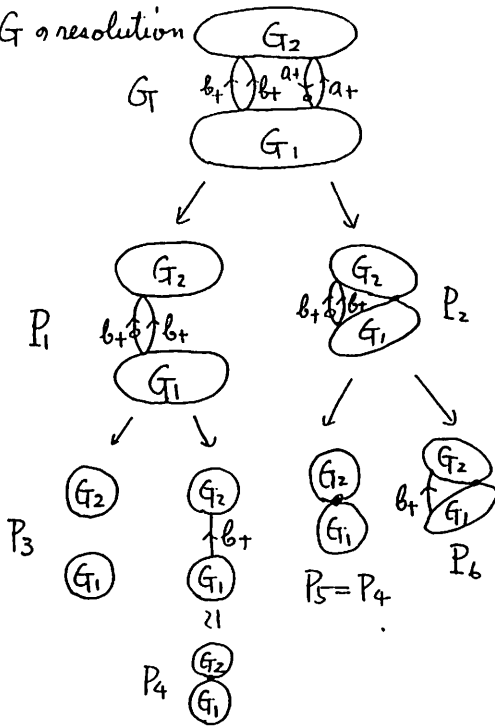 G の resolution
G₂
G b₊ b₊ a₊ a₊
G₁
G₂ G₂
P₁ b₊ b₊ b₊ b₊ P₂
G₁ G₁
G₂ G₂ G₂ G₂
P₃ b₊ b₊
G₁ G₁ G₁ G₁
P₅=P₄ P₆
≀≀
G₂
P₄
G₁